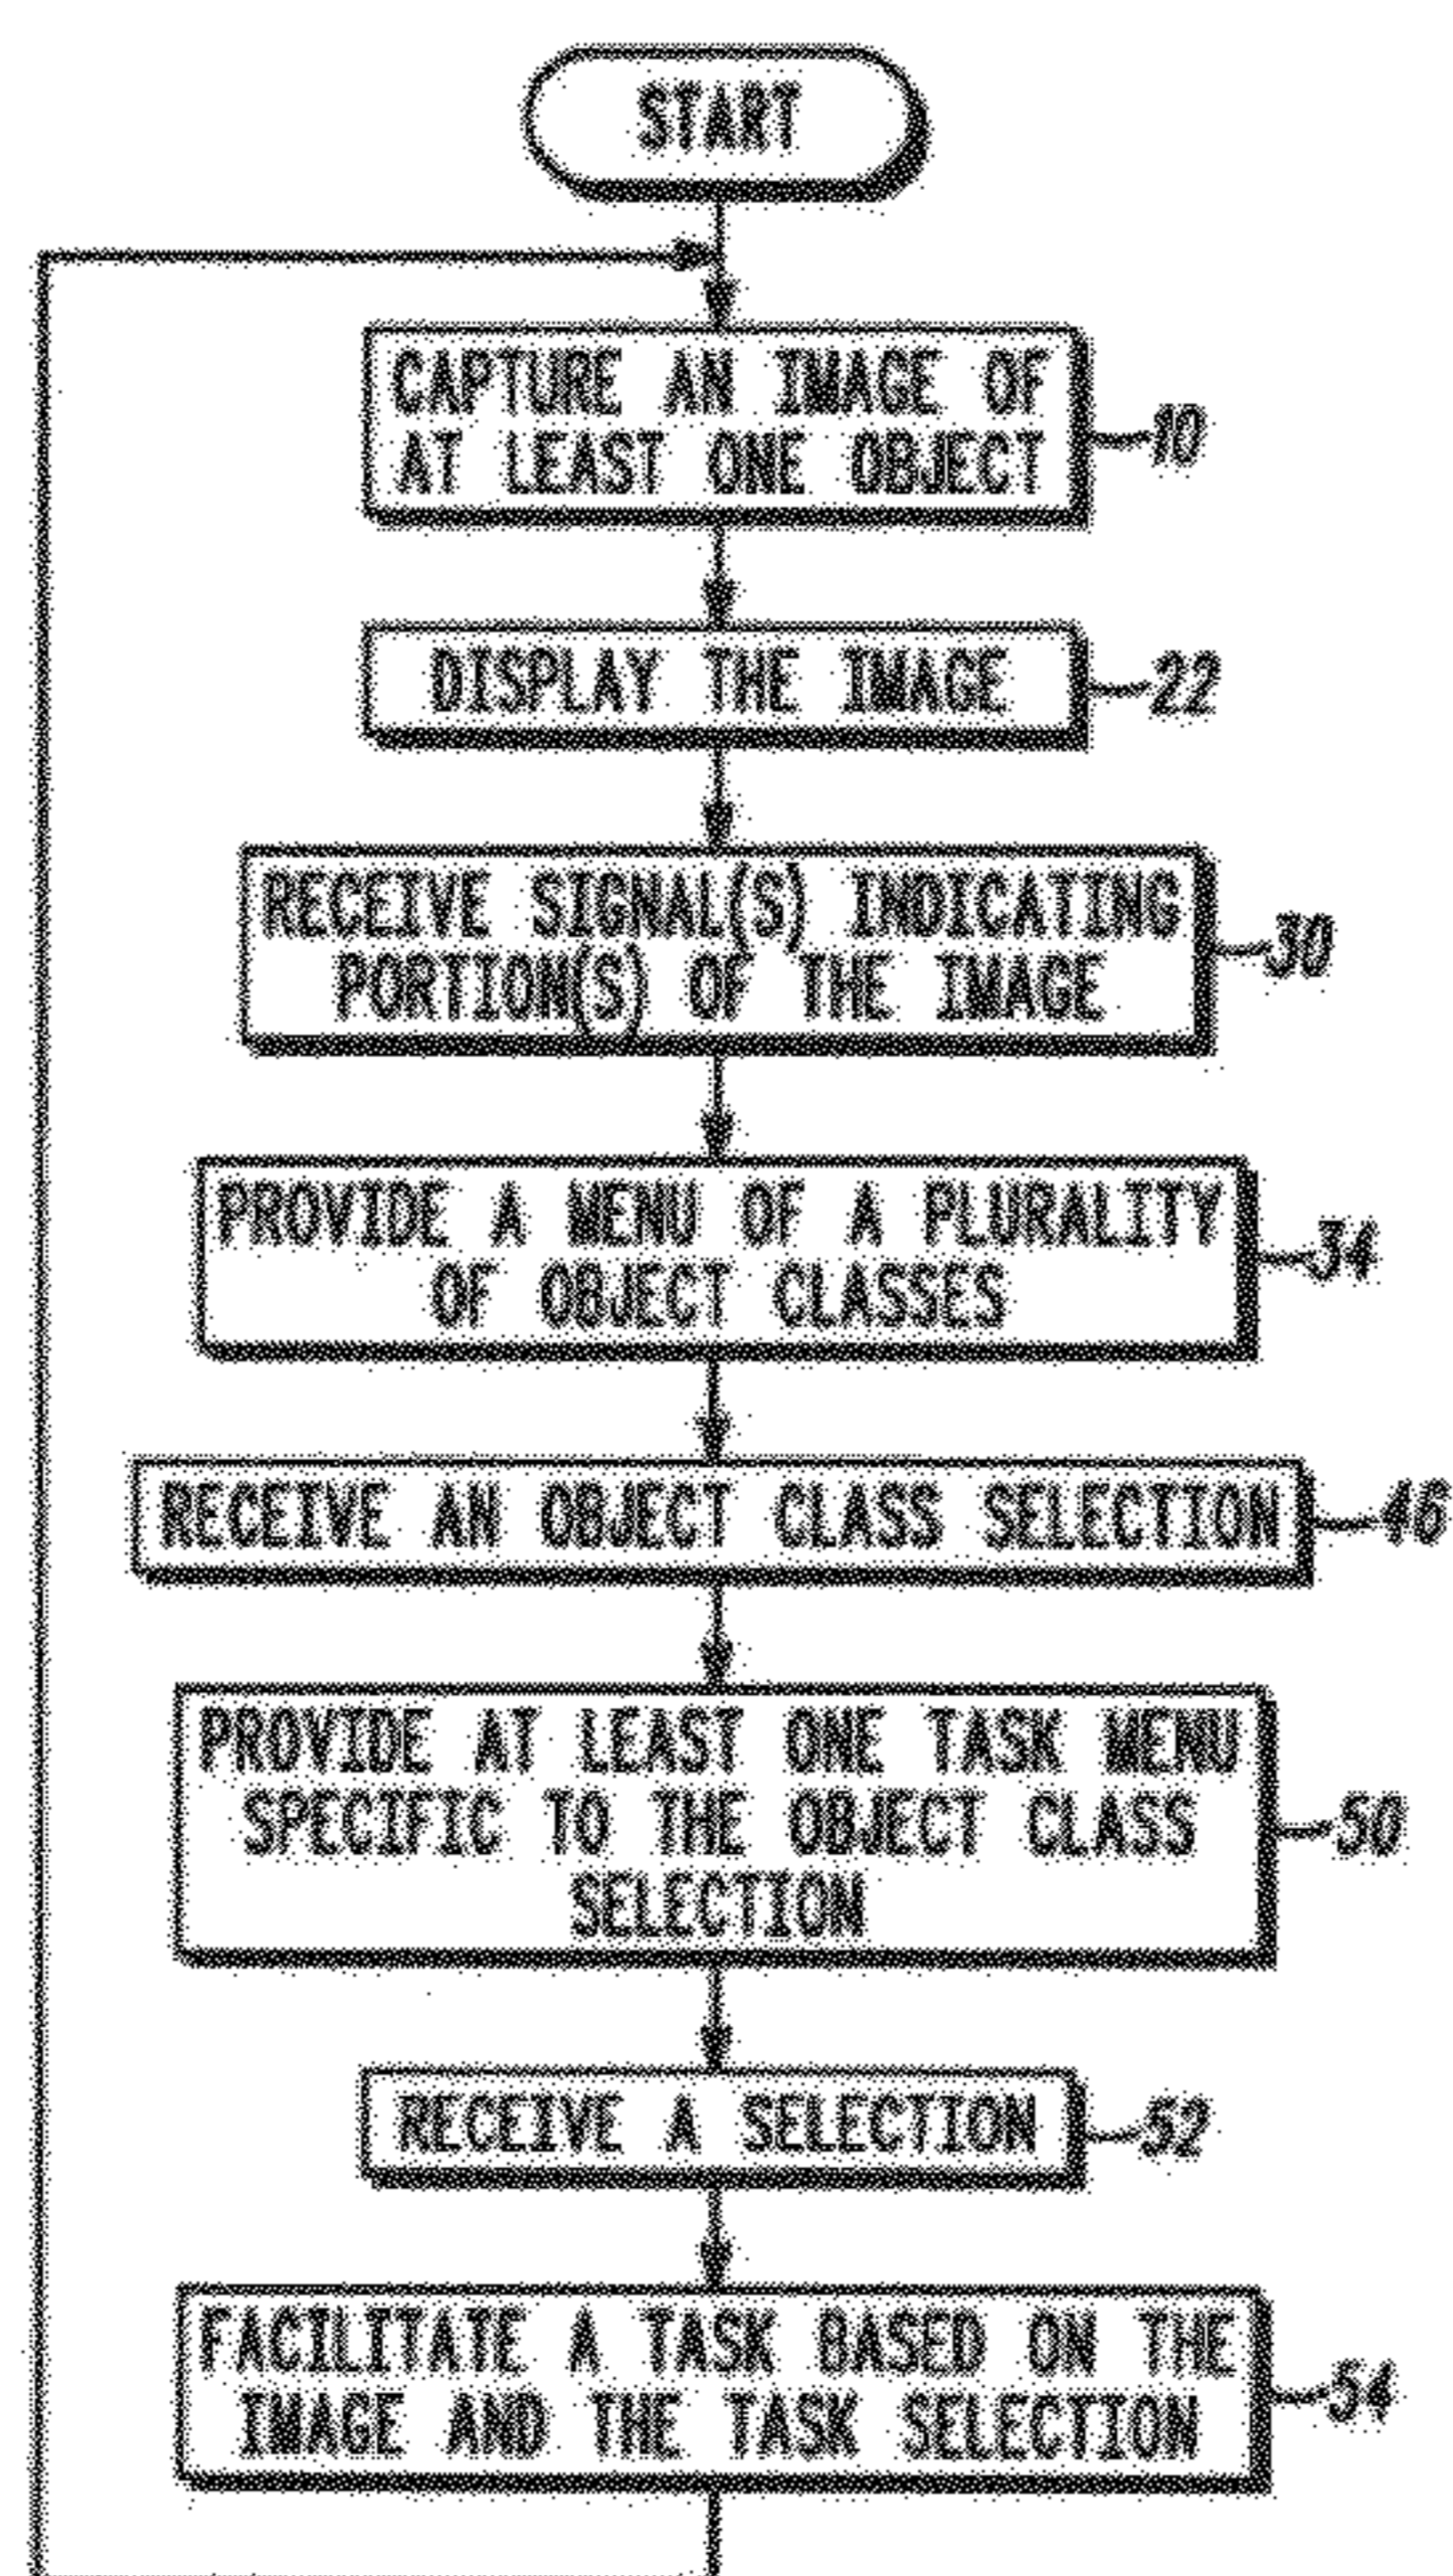 START
CAPTURE AN IMAGE OF
AT LEAST ONE OBJECT
10
DISPLAY THE IMAGE
22
RECEIVE SIGNAL(S) INDICATING
PORTION(S) OF THE IMAGE
30
PROVIDE A MENU OF A PLURALITY
OF OBJECT CLASSES
34
RECEIVE AN OBJECT CLASS SELECTION
46
PROVIDE AT LEAST ONE TASK MENU
SPECIFIC TO THE OBJECT CLASS
SELECTION
50
RECEIVE A SELECTION
52
FACILITATE A TASK BASED ON THE
IMAGE AND THE TASK SELECTION
54